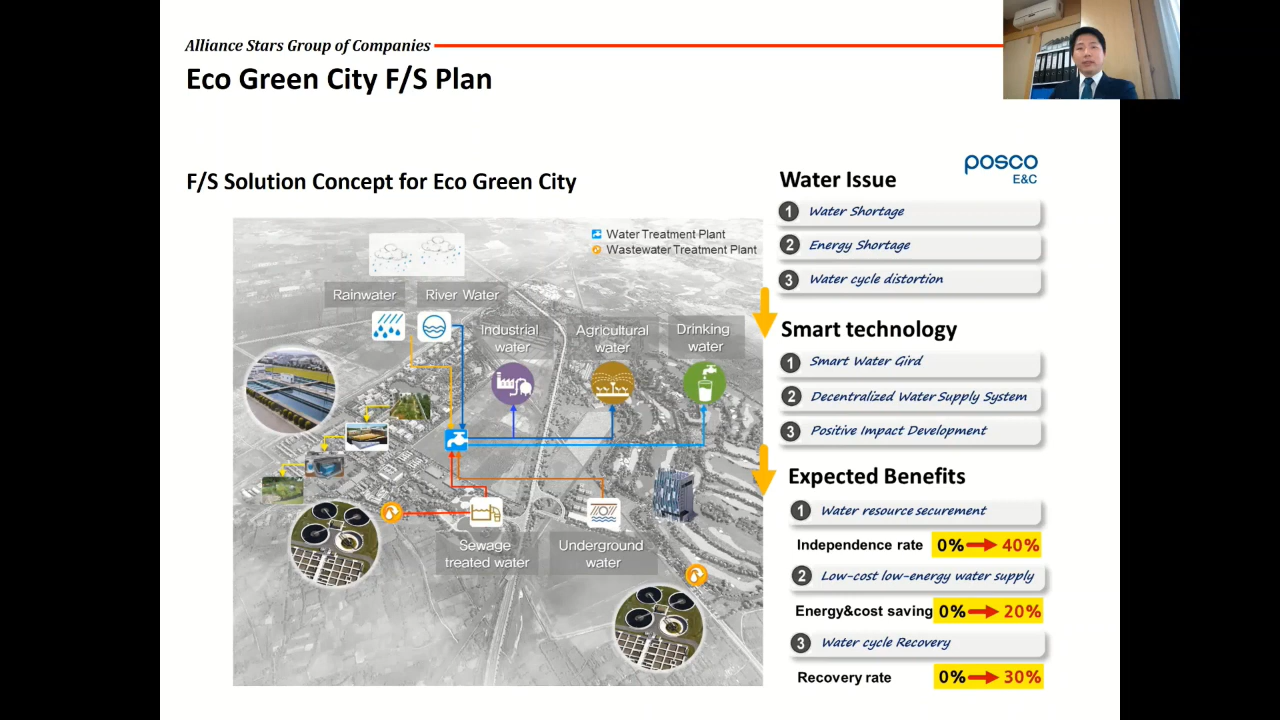 Alliance Stars Group of Companies
Eco Green City F/S Plan
F/S Solution Concept for Eco Green City
Water Treatment Plant
Wastewater Treatment Plant
Rainwater
River Water
Industrial
water
Agricultural
water
Drinking
water
Sewage
treated water
Underground
water
posco
E&C
Water Issue
1 Water Shortage
2 Energy Shortage
3 Water cycle distortion
Smart technology
1 Smart Water Gird
2 Decentralized Water Supply System
3 Positive Impact Development
Expected Benefits
1 Water resource securement
Independence rate 0% 40%
2 Low-cost low-energy water supply
Energy&cost saving 0% 20%
3 Water cycle Recovery
Recovery rate 0% 30%